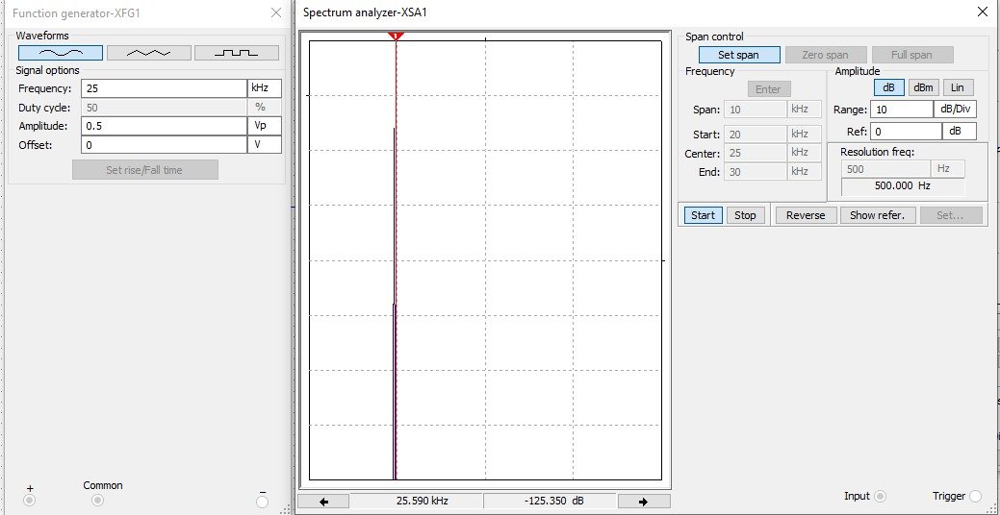 Function generator-XFG1
Waveforms
Signal options
Frequency: 25 kHz
Duty cycle: 50 %
Amplitude: 0.5 Vp
Offset: 0 V
Set rise/Fall time
+
Common
–
Spectrum analyzer-XSA1
1
25.590 kHz -125.350 dB
Span control
Set span Zero span Full span
Frequency
Enter
Span: 10 kHz
Start: 20 kHz
Center: 25 kHz
End: 30 kHz
Amplitude
dB dBm Lin
Range: 10 dB/Div
Ref: 0 dB
Resolution freq:
500 Hz
500.000 Hz
Start Stop Reverse Show refer. Set...
Input Trigger